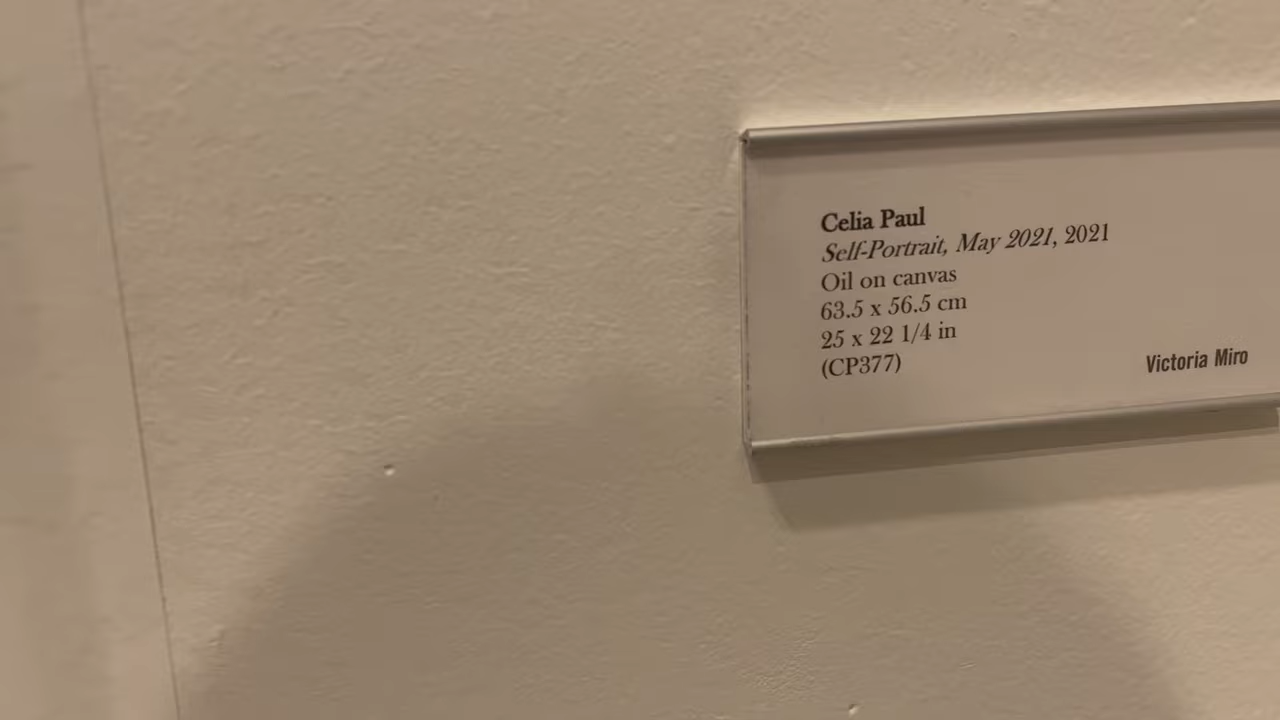 Celia Paul
Self-Portrait, May 2021, 2021
Oil on canvas
63.5 x 56.5 cm
25 x 22 1/4 in
(CP377)
Victoria Miro